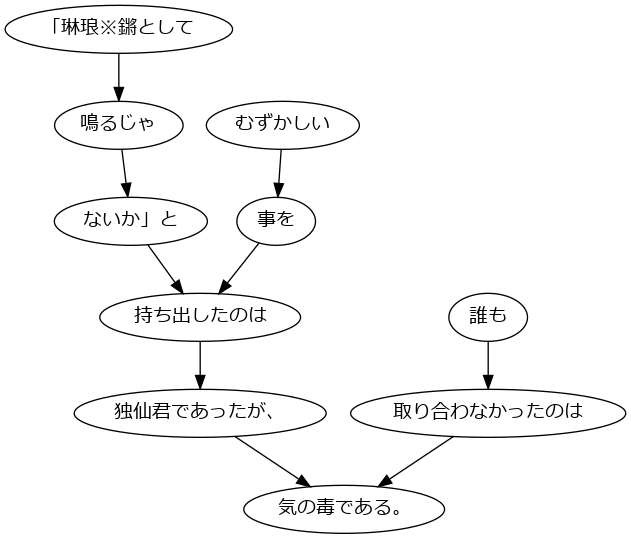 「琳琅※鏘として
鳴るじゃ
むずかしい
ないか」と
事を
持ち出したのは
誰も
独仙君であったが、
取り合わなかったのは
気の毒である。